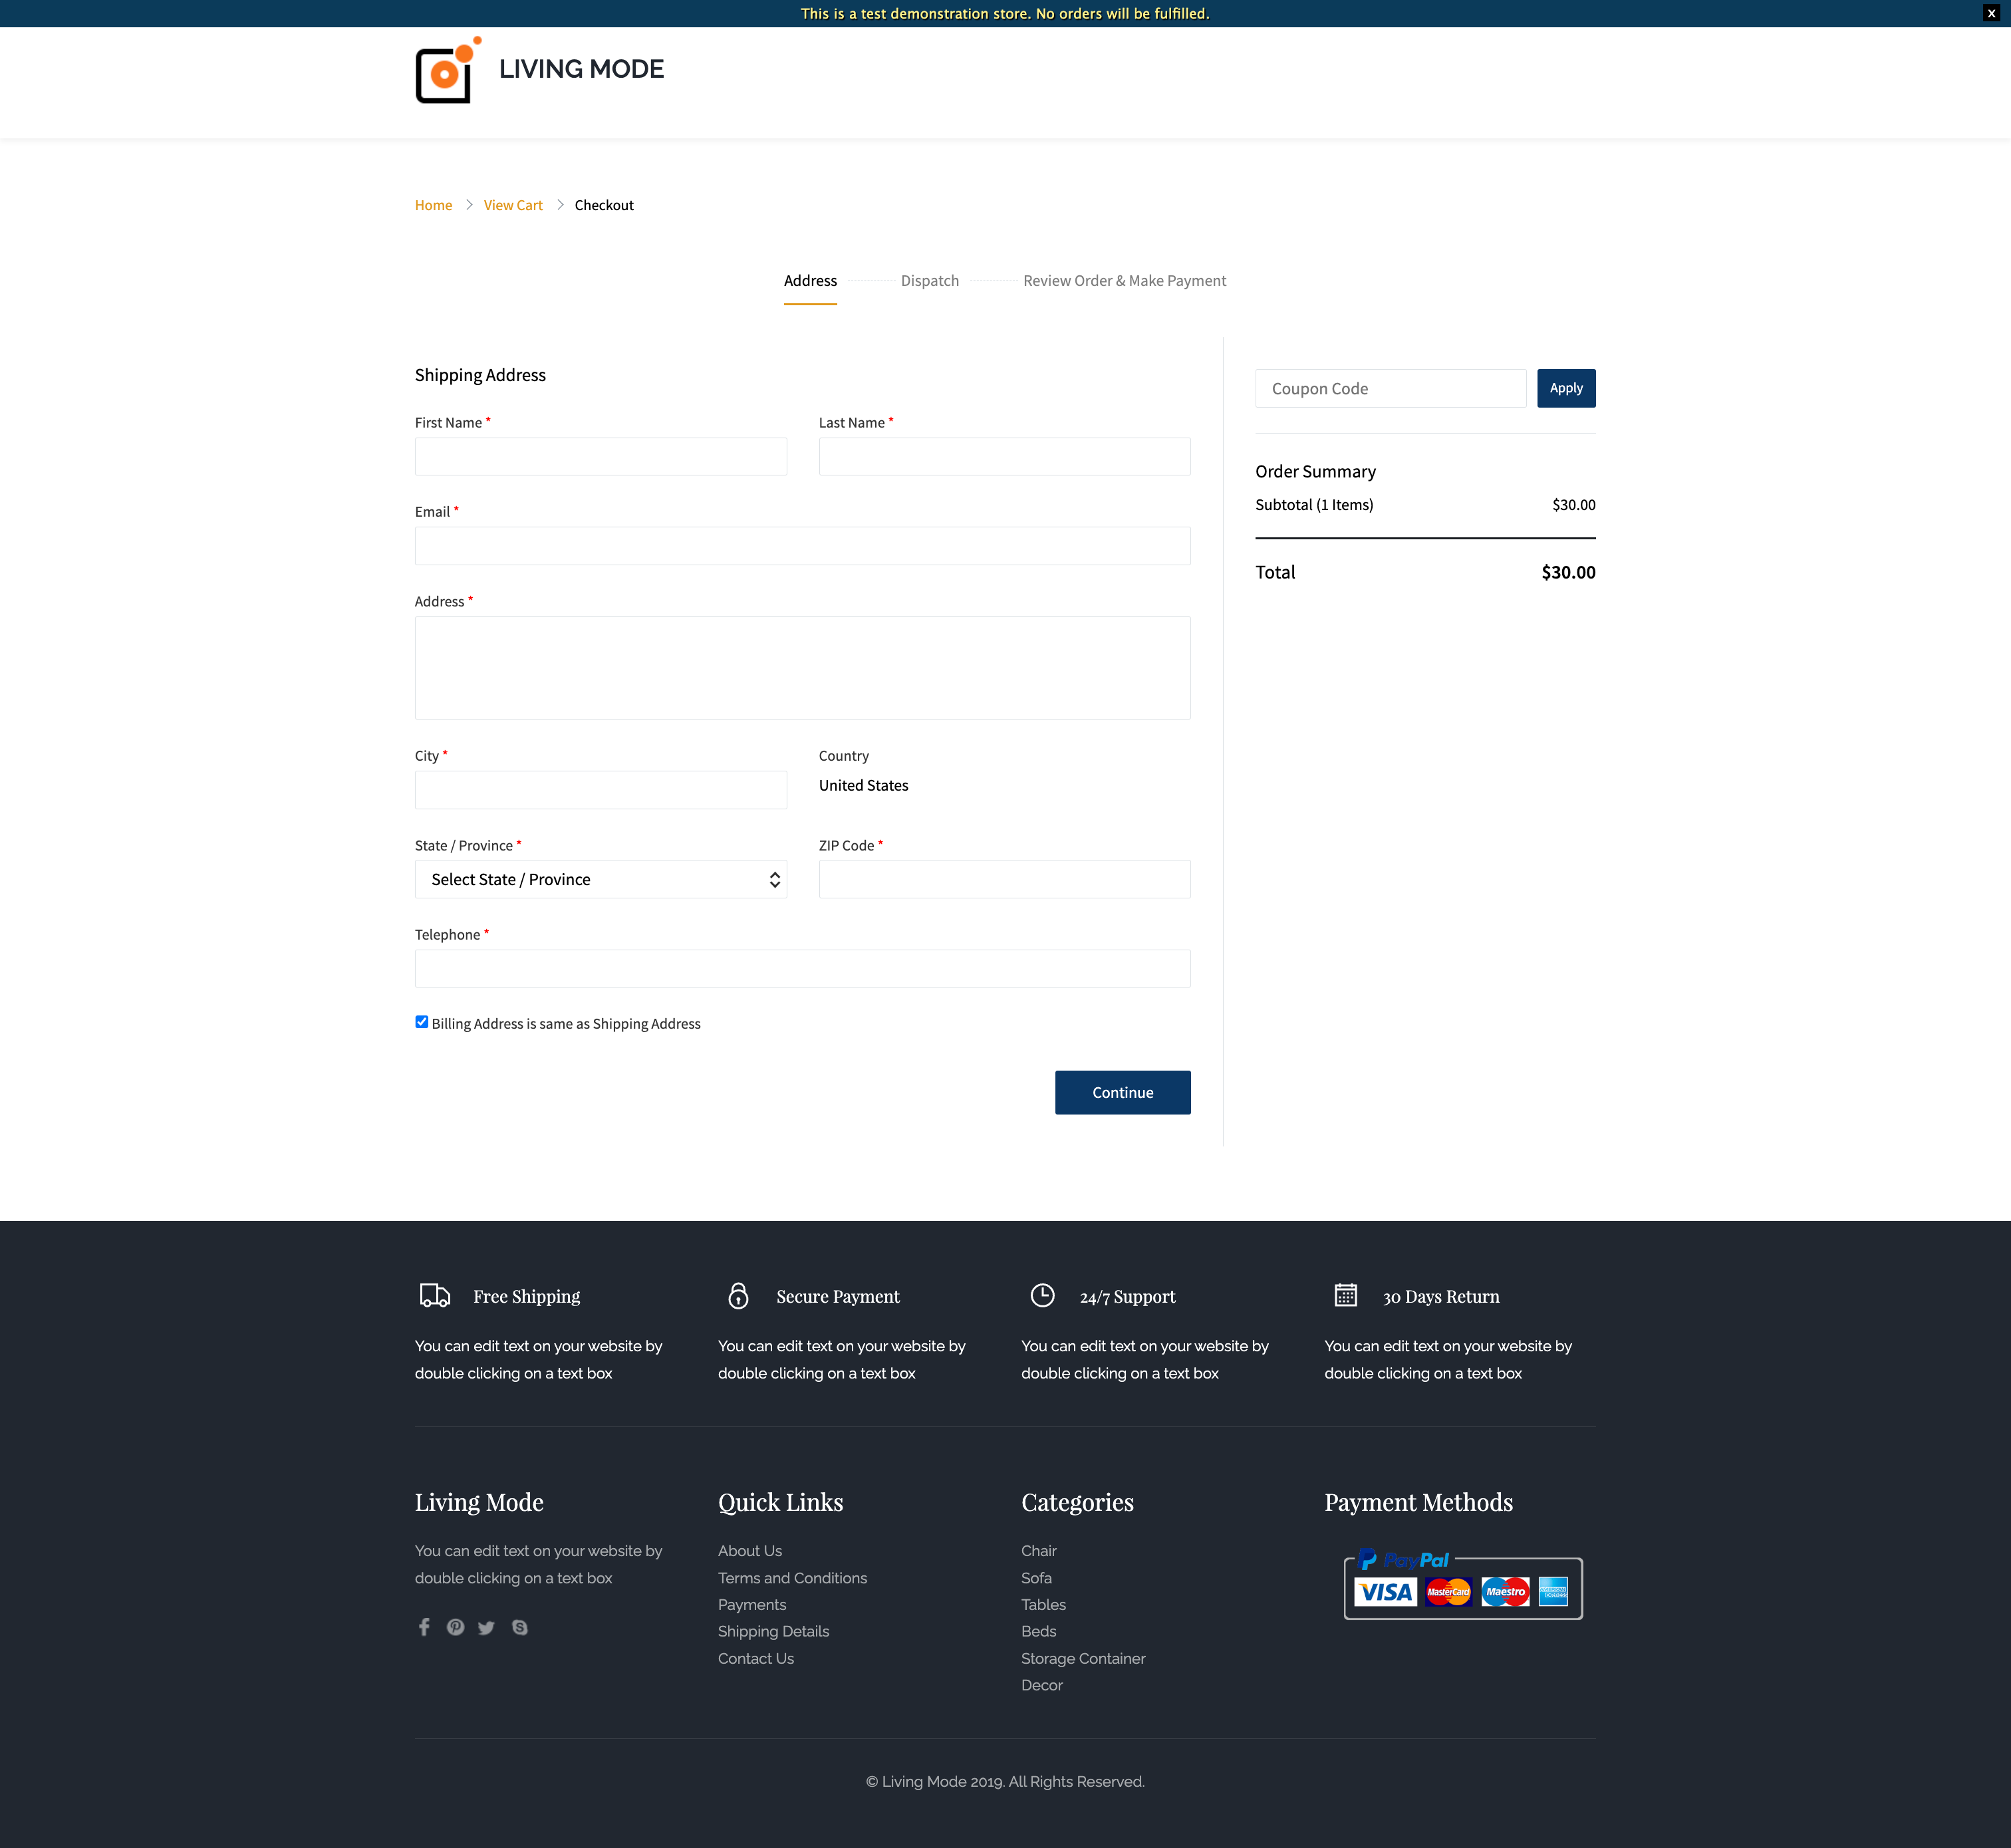 This is a test demonstration store. No orders will be fulfilled.
x
LIVING MODE
Home > View Cart > Checkout
Address Dispatch Review Order & Make Payment
Shipping Address
First Name *
Last Name *
Email *
Address *
City *
Country
United States
State / Province *
Select State / Province
ZIP Code *
Telephone *
Billing Address is same as Shipping Address
Continue
Coupon Code
Apply
Order Summary
Subtotal (1 Items) $30.00
Total $30.00
Free Shipping
You can edit text on your website by
double clicking on a text box
Secure Payment
You can edit text on your website by
double clicking on a text box
24/7 Support
You can edit text on your website by
double clicking on a text box
30 Days Return
You can edit text on your website by
double clicking on a text box
Living Mode
You can edit text on your website by
double clicking on a text box
Quick Links
About Us
Terms and Conditions
Payments
Shipping Details
Contact Us
Categories
Chair
Sofa
Tables
Beds
Storage Container
Decor
Payment Methods
PayPal
VISA MasterCard Maestro AMERICAN EXPRESS
© Living Mode 2019. All Rights Reserved.